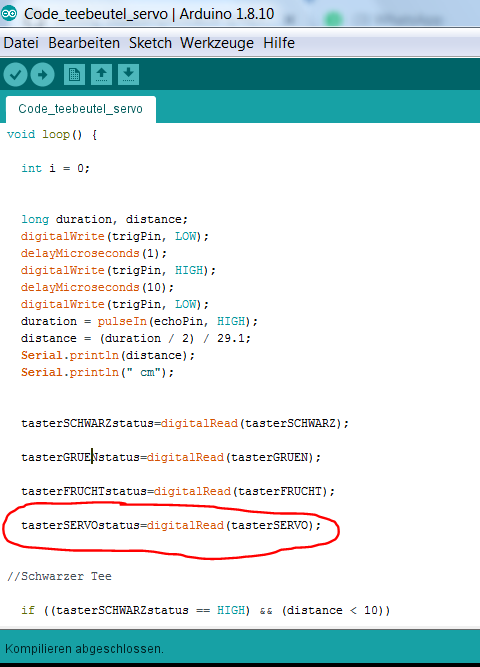 Code_teebeutel_servo | Arduino 1.8.10
Datei Bearbeiten Sketch Werkzeuge Hilfe
Code_teebeutel_servo
void loop() {
int i = 0;
long duration, distance;
digitalWrite(trigPin, LOW);
delayMicroseconds(1);
digitalWrite(trigPin, HIGH);
delayMicroseconds(10);
digitalWrite(trigPin, LOW);
duration = pulseIn(echoPin, HIGH);
distance = (duration / 2) / 29.1;
Serial.println(distance);
Serial.println(" cm");
tasterSCHWARZstatus=digitalRead(tasterSCHWARZ);
tasterGRUENstatus=digitalRead(tasterGRUEN);
tasterFRUCHTstatus=digitalRead(tasterFRUCHT);
tasterSERVOstatus=digitalRead(tasterSERVO);
//Schwarzer Tee
if ((tasterSCHWARZstatus == HIGH) && (distance < 10))
Kompilieren abgeschlossen.